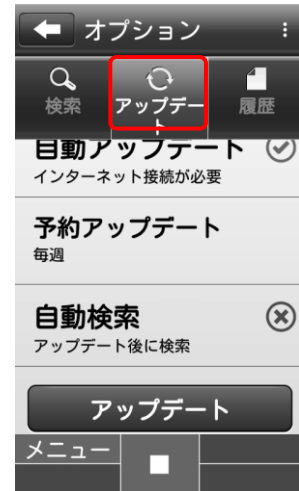 オプション
検索
アップデー
ト
履歴
自動アップデート
インターネット接続が必要
予約アップデート
毎週
自動検索
アップデート後に検索
アップデート
メニュー